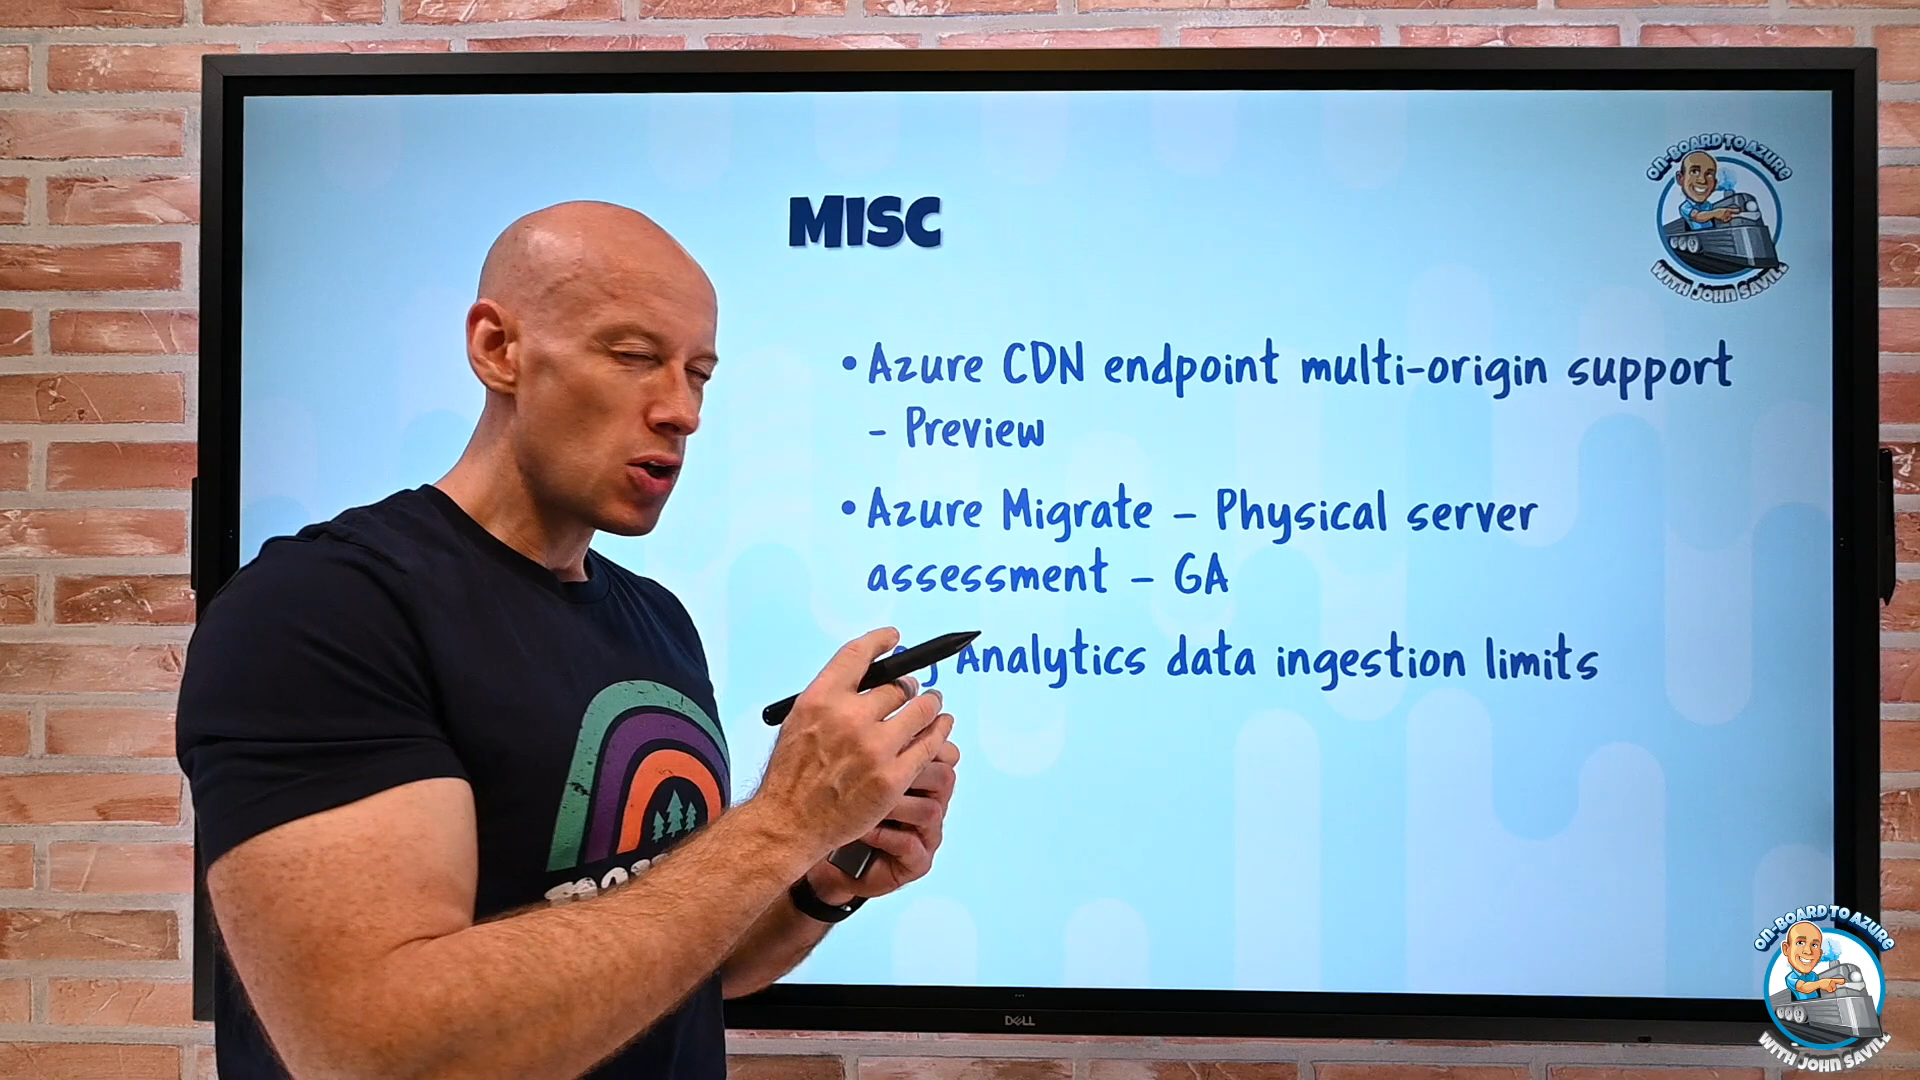 ON-BOARD TO AZURE
WITH JOHN SAVILL
MISC
• Azure CDN endpoint multi-origin support
- Preview
• Azure Migrate – Physical server
assessment – GA
Analytics data ingestion limits
DELL
ON-BOARD TO AZURE
WITH JOHN SAVILL